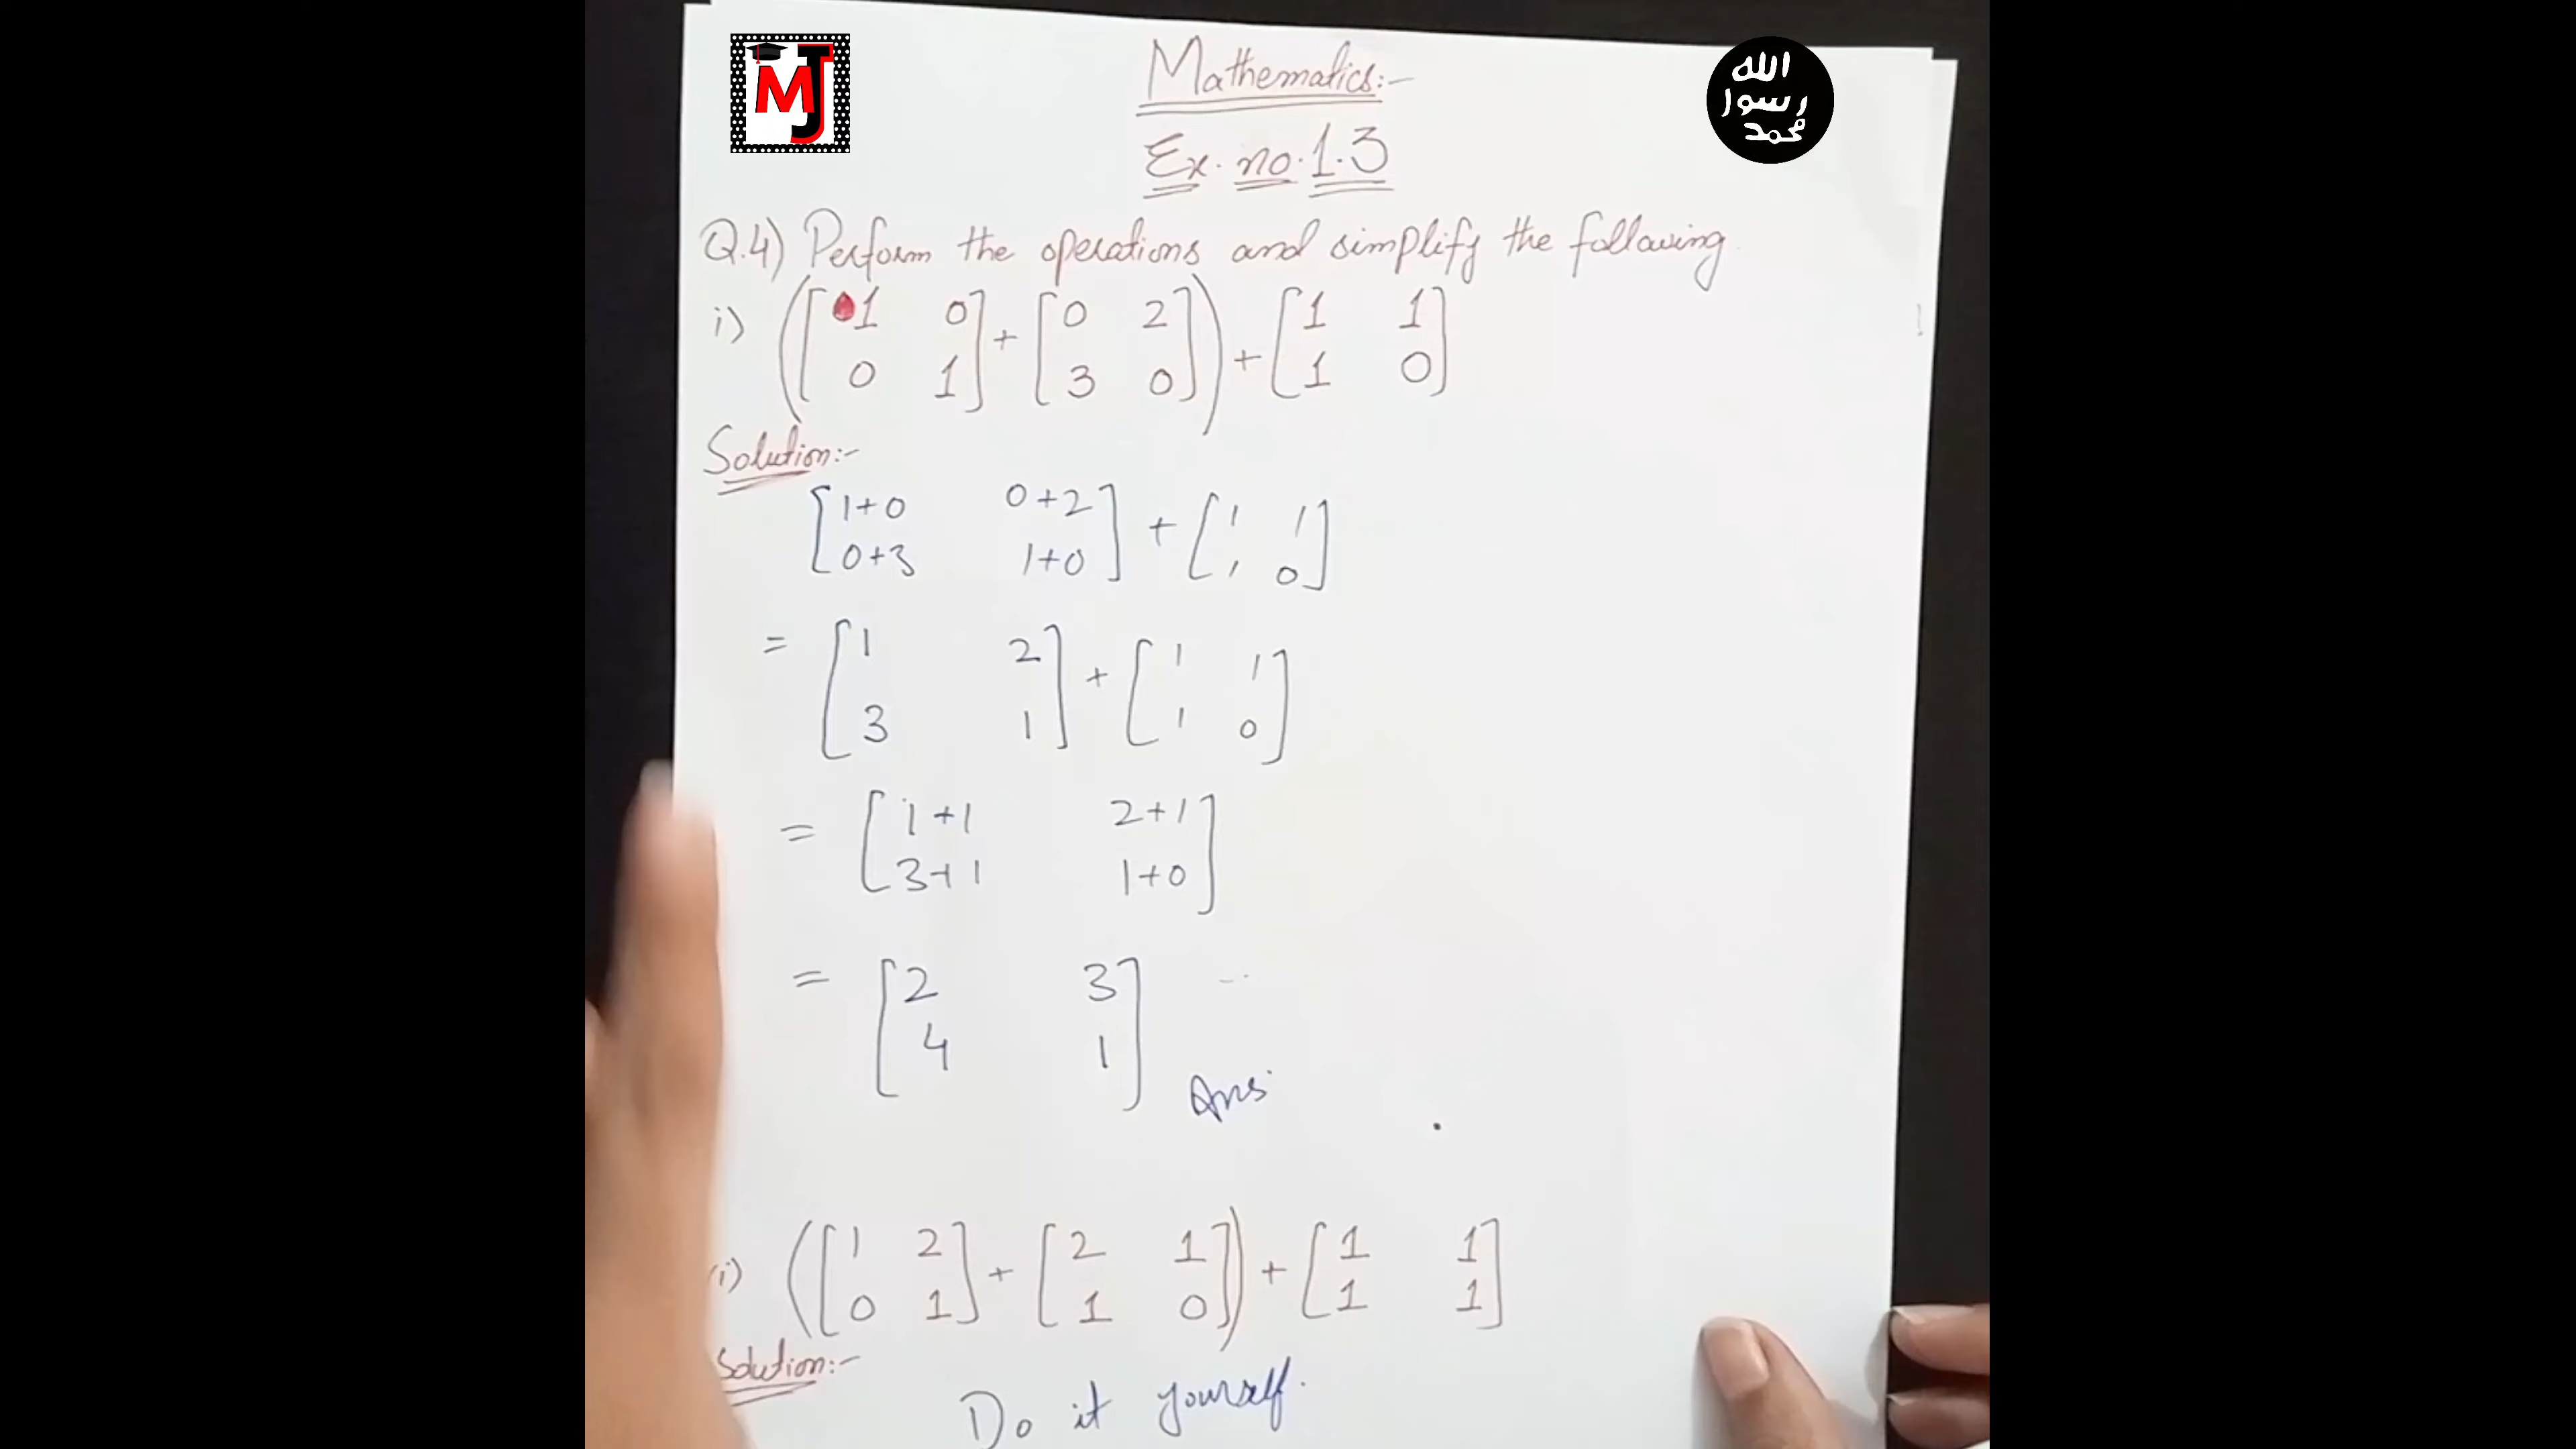 MJ
الله
رسول
محمد
Mathematics:-
Ex. no. 1.3
Q.4) Perform the operations and simplify the following.
i) ([1 0 0 1] + [0 2 3 0]) + [1 1 1 0]
Solution:-
[1+0 0+2 0+3 1+0] + [1 1 1 0]
= [1 2 3 1] + [1 1 1 0]
= [1+1 2+1 3+1 1+0]
= [2 3 4 1] Ans
(i) ([1 2 0 1] + [2 1 1 0]) + [1 1 1 1]
Solution:-
Do it yourself.